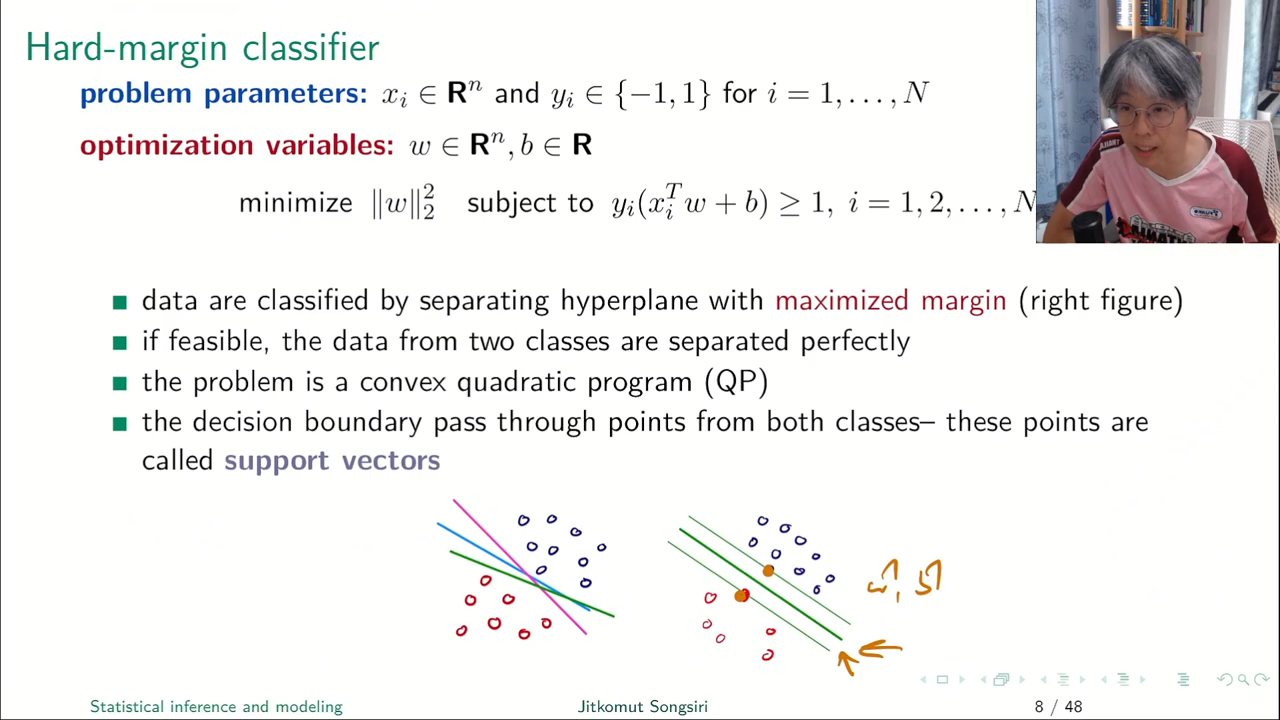 Hard-margin classifier
problem parameters: xᵢ ∈ Rⁿ and yᵢ ∈ {−1, 1} for i = 1, . . . , N
optimization variables: w ∈ Rⁿ, b ∈ R
minimize ‖w‖₂² subject to yᵢ(xᵢᵀw + b) ≥ 1, i = 1, 2, . . . , N
■ data are classified by separating hyperplane with maximized margin (right figure)
■ if feasible, the data from two classes are separated perfectly
■ the problem is a convex quadratic program (QP)
■ the decision boundary pass through points from both classes– these points are
called support vectors
ŵ, b̂
Statistical inference and modeling
Jitkomut Songsiri
8 / 48